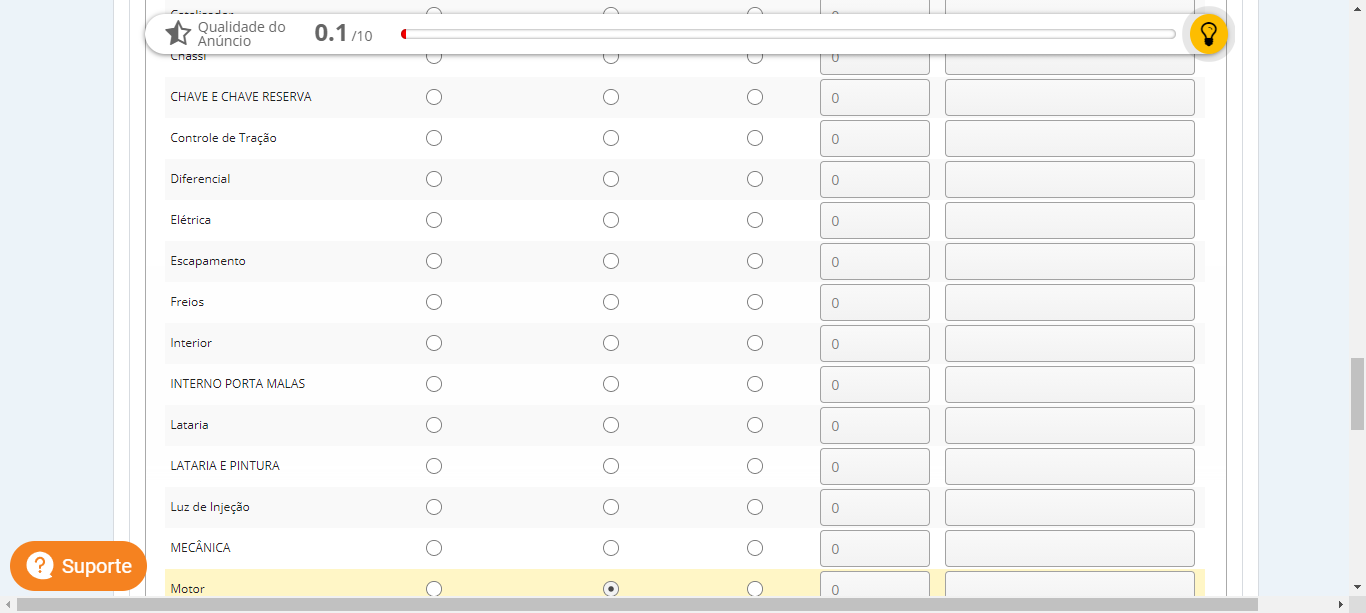 Qualidade do
Anúncio
0.1 /10
Chassi 0
CHAVE E CHAVE RESERVA 0
Controle de Tração 0
Diferencial 0
Elétrica 0
Escapamento 0
Freios 0
Interior 0
INTERNO PORTA MALAS 0
Lataria 0
LATARIA E PINTURA 0
Luz de Injeção 0
MECÂNICA 0
? Suporte
Motor 0